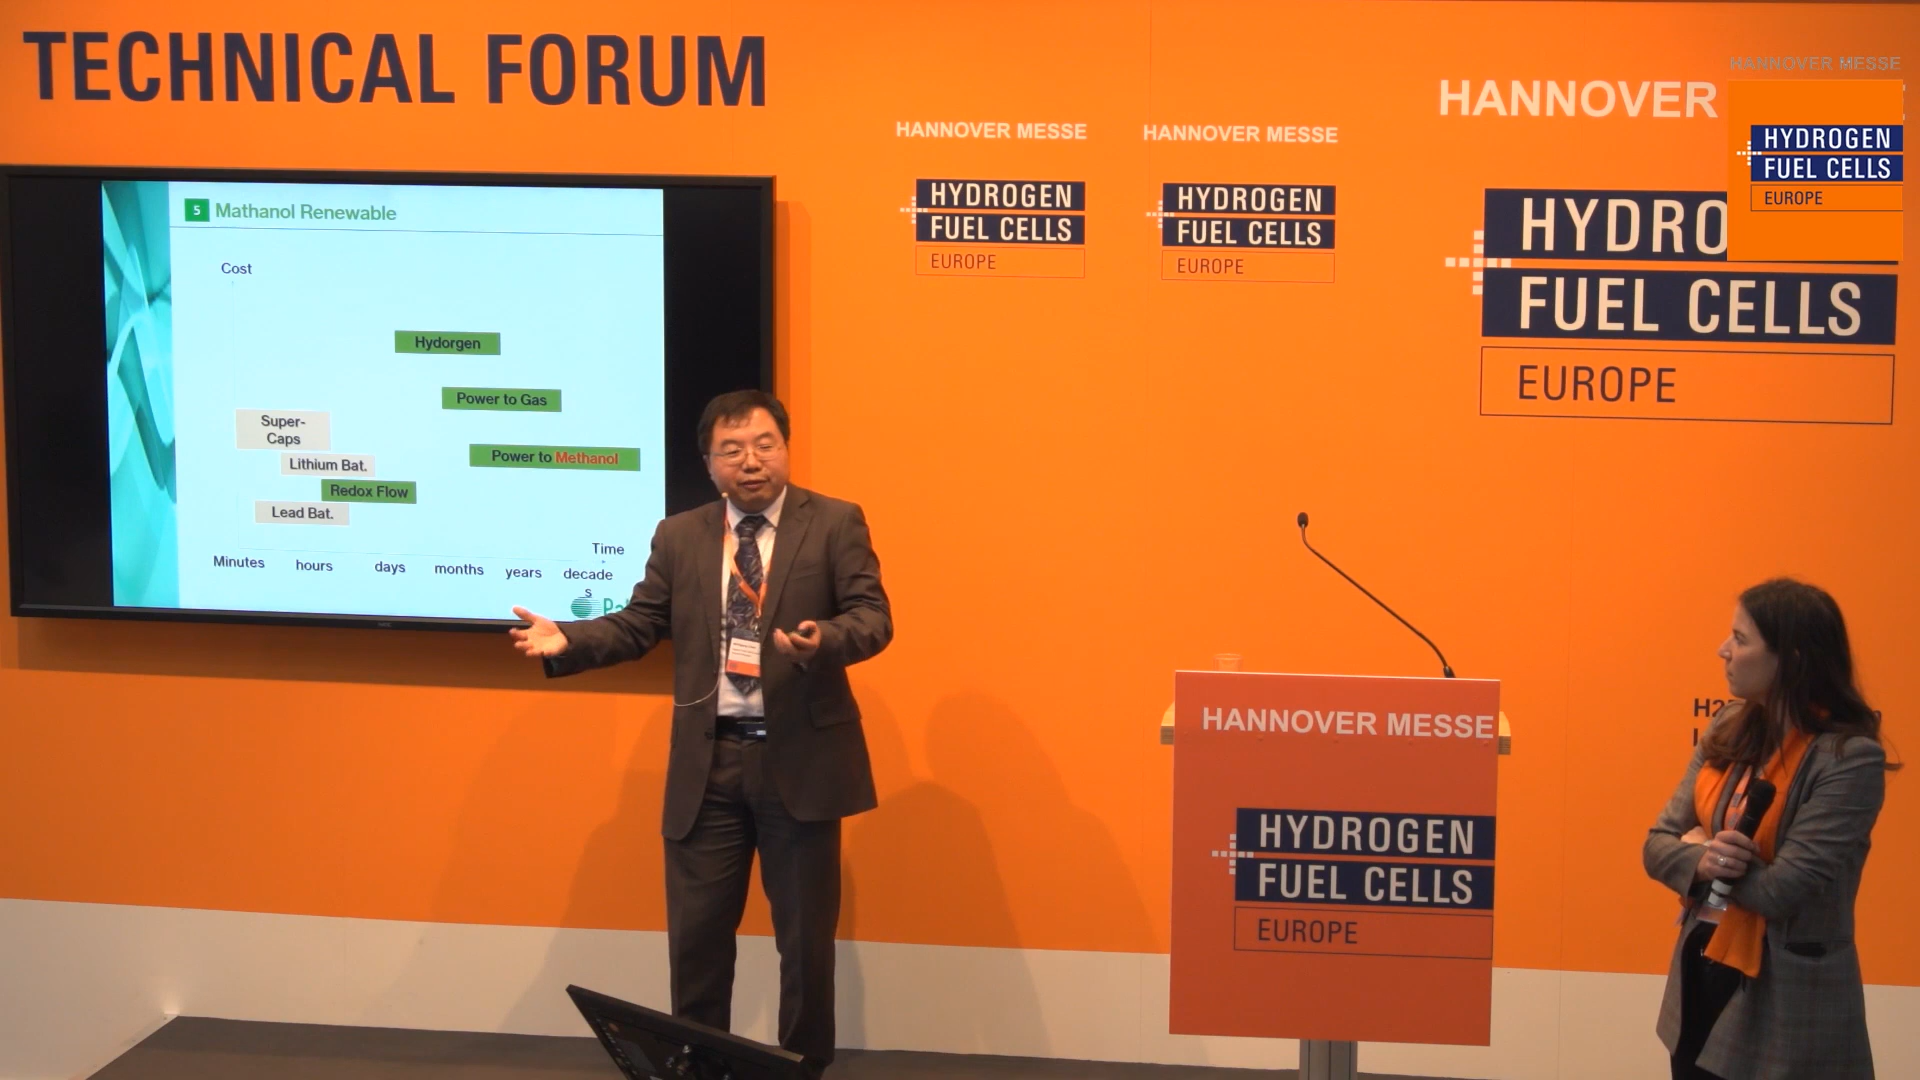 TECHNICAL FORUM
5 Mathanol Renewable
Cost
Hydorgen
Power to Gas
Super-
Caps
Power to Methanol
Lithium Bat.
Redox Flow
Lead Bat.
Time
Minutes hours days months years decade
s
HANNOVER MESSE
HYDROGEN
FUEL CELLS
EUROPE
HANNOVER MESSE
HYDROGEN
FUEL CELLS
EUROPE
HANNOVER
FUEL CELLS
EUROPE
HANNOVER MESSE
HYDROGEN
FUEL CELLS
EUROPE
HANNOVER MESSE
HYDROGEN
FUEL CELLS
EUROPE